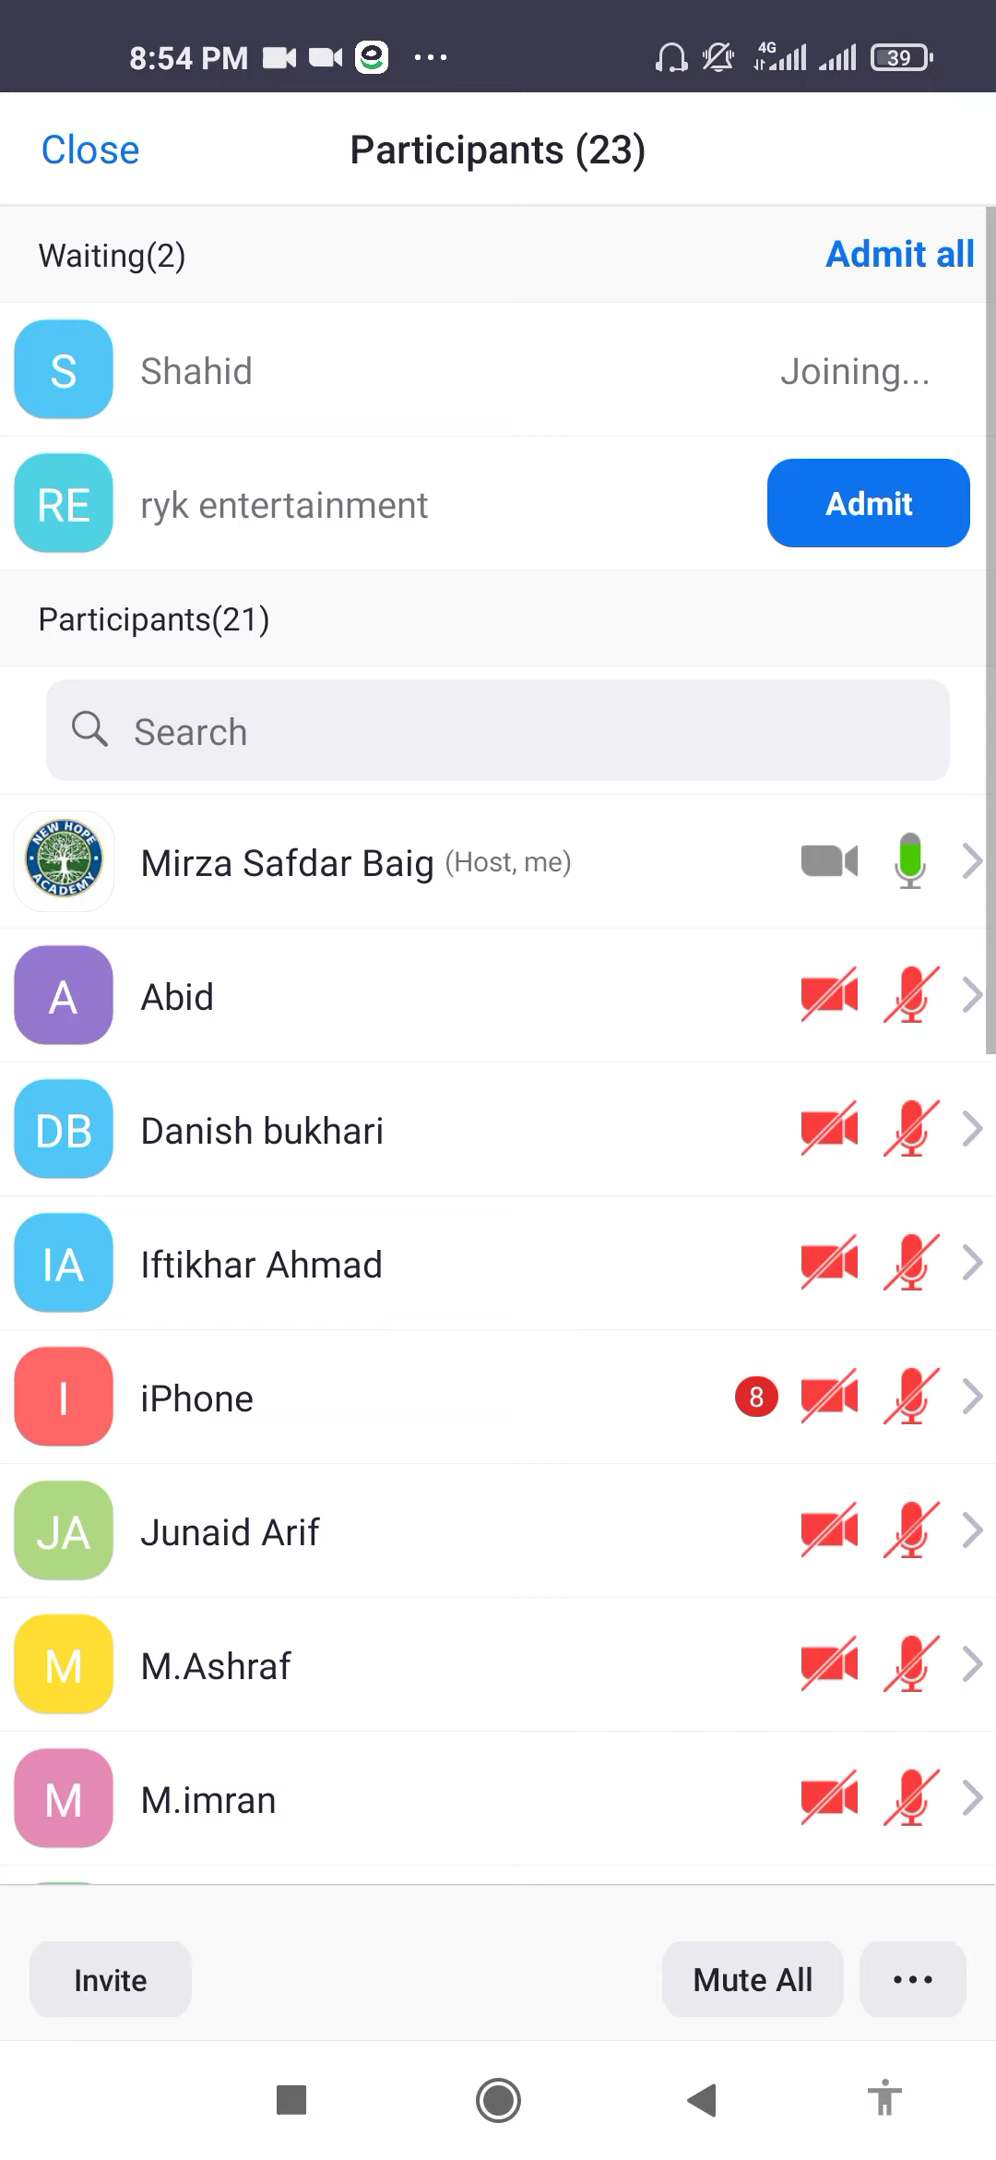 8:54 PM e ... 4G 39
Close Participants (23)
Waiting(2) Admit all
S Shahid Joining...
RE ryk entertainment Admit
Participants(21)
Search
NEW HOPE ACADEMY Mirza Safdar Baig (Host, me)
A Abid
DB Danish bukhari
IA Iftikhar Ahmad
I iPhone 8
JA Junaid Arif
M M.Ashraf
M M.imran
Invite Mute All ...